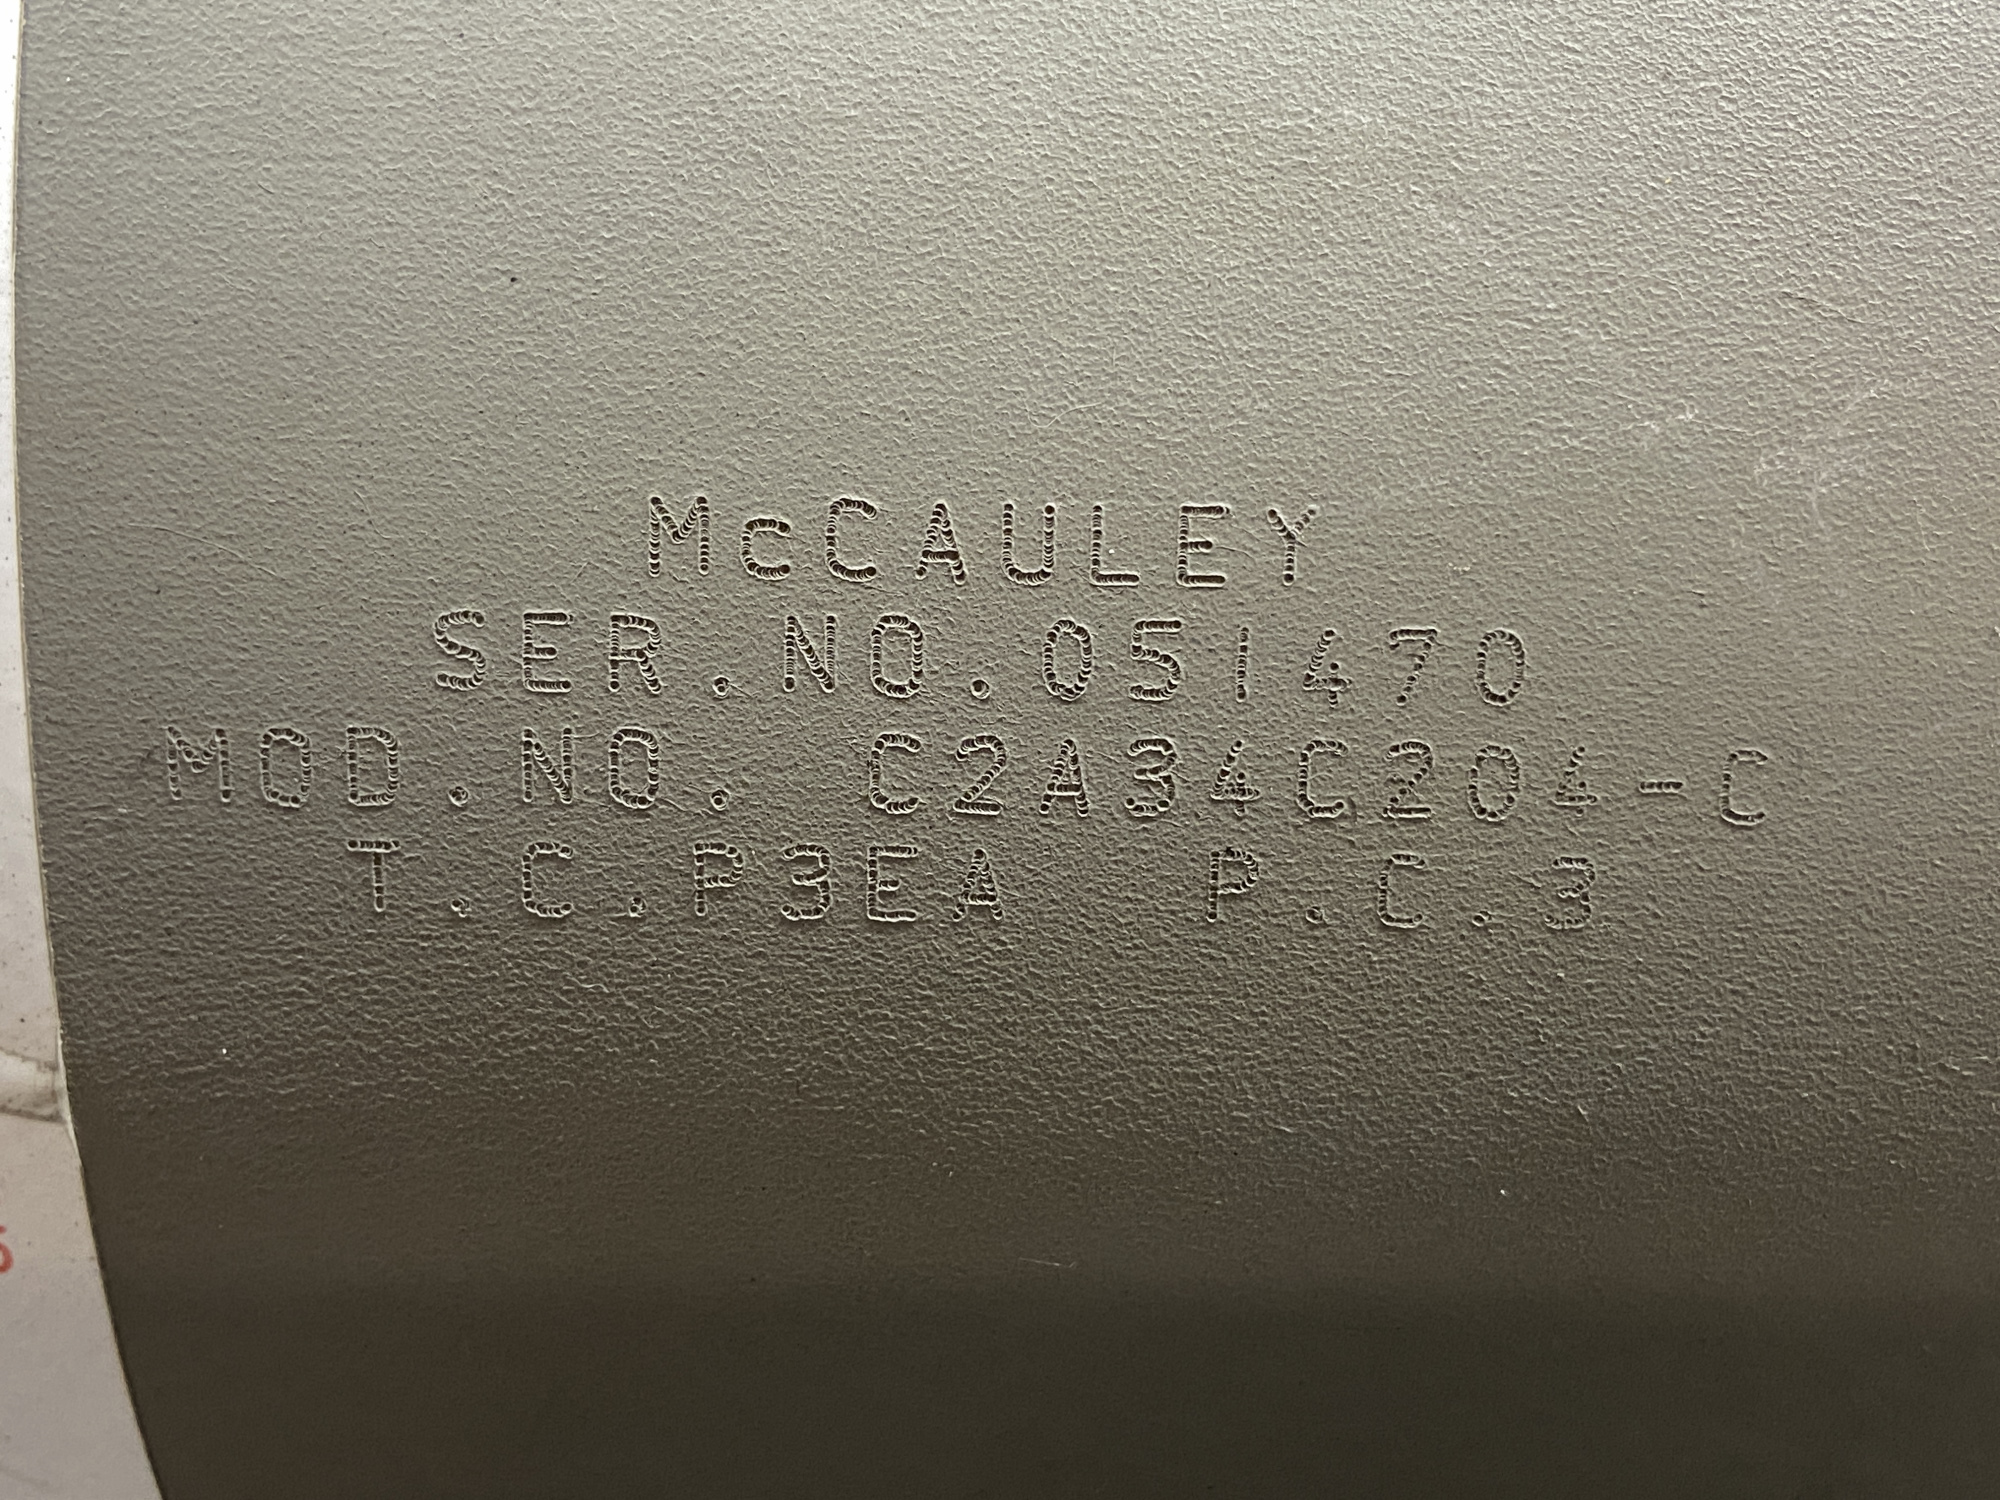 McCAULEY
SER.NO.051470
MOD.NO. C2A34C204-C
T.C.P3EA P.C.3